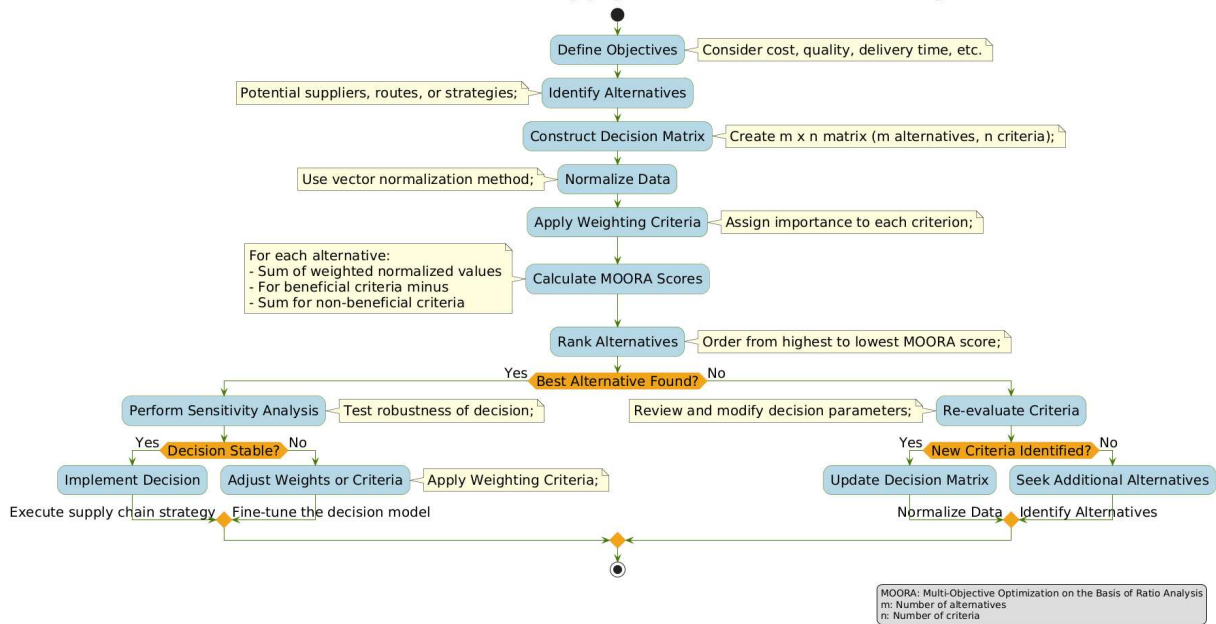 Define Objectives
Consider cost, quality, delivery time, etc.
Potential suppliers, routes, or strategies;
Identify Alternatives
Construct Decision Matrix
Create m x n matrix (m alternatives, n criteria);
Use vector normalization method;
Normalize Data
Apply Weighting Criteria
Assign importance to each criterion;
For each alternative:
- Sum of weighted normalized values
- For beneficial criteria minus
- Sum for non-beneficial criteria
Calculate MOORA Scores
Rank Alternatives
Order from highest to lowest MOORA score;
Yes
Best Alternative Found?
No
Perform Sensitivity Analysis
Test robustness of decision;
Review and modify decision parameters;
Re-evaluate Criteria
Yes
Decision Stable?
No
Yes
New Criteria Identified?
No
Implement Decision
Adjust Weights or Criteria
Apply Weighting Criteria;
Update Decision Matrix
Seek Additional Alternatives
Execute supply chain strategy
Fine-tune the decision model
Normalize Data
Identify Alternatives
MOORA: Multi-Objective Optimization on the Basis of Ratio Analysis
m: Number of alternatives
n: Number of criteria